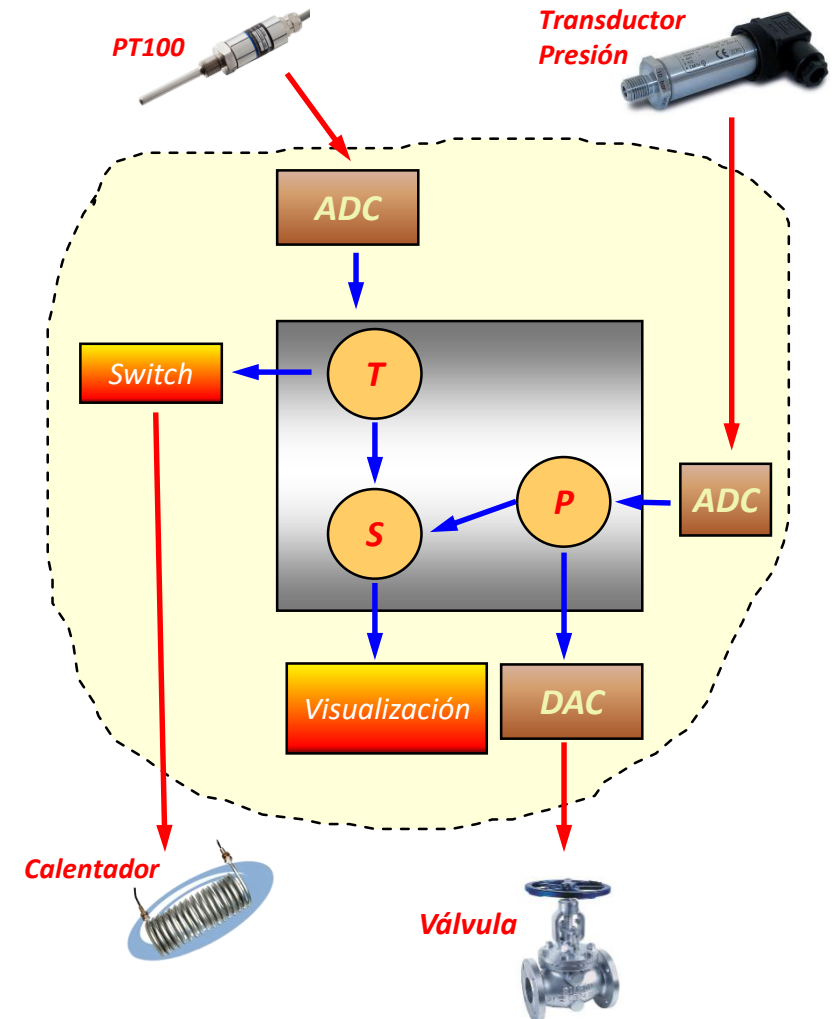 PT100
Transductor
Presión
ADC
Switch
T
P
ADC
S
Visualización
DAC
Calentador
Válvula